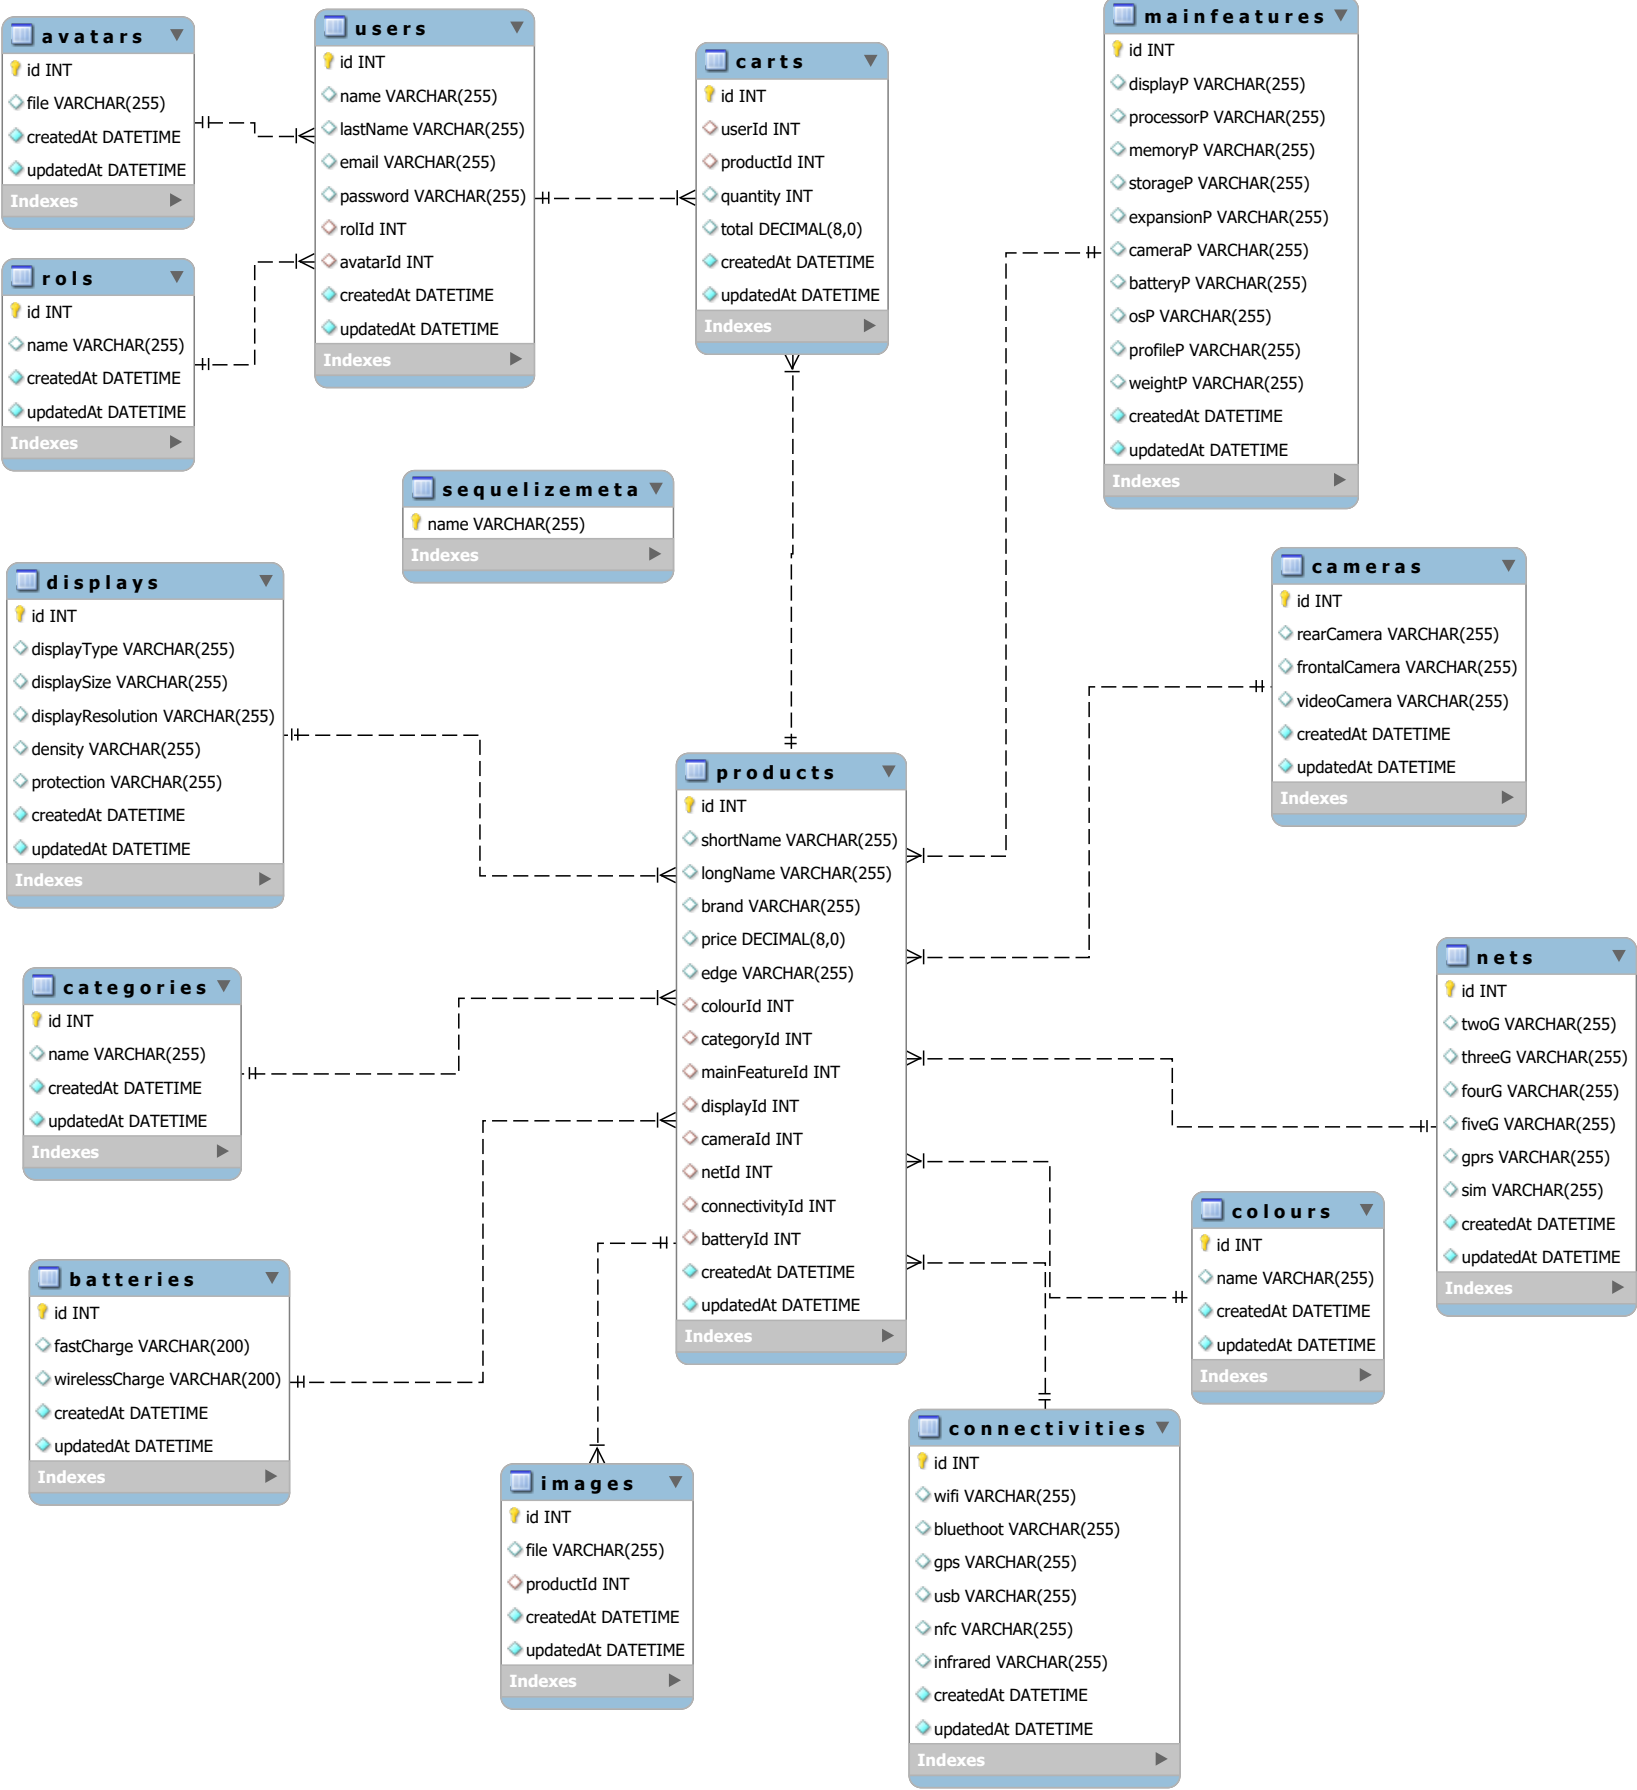 avatars
id INT
file VARCHAR(255)
createdAt DATETIME
updatedAt DATETIME
Indexes
users
id INT
name VARCHAR(255)
lastName VARCHAR(255)
email VARCHAR(255)
password VARCHAR(255)
rolId INT
avatarId INT
createdAt DATETIME
updatedAt DATETIME
Indexes
carts
id INT
userId INT
productId INT
quantity INT
total DECIMAL(8,0)
createdAt DATETIME
updatedAt DATETIME
Indexes
mainfeatures
id INT
displayP VARCHAR(255)
processorP VARCHAR(255)
memoryP VARCHAR(255)
storageP VARCHAR(255)
expansionP VARCHAR(255)
cameraP VARCHAR(255)
batteryP VARCHAR(255)
osP VARCHAR(255)
profileP VARCHAR(255)
weightP VARCHAR(255)
createdAt DATETIME
updatedAt DATETIME
Indexes
rols
id INT
name VARCHAR(255)
createdAt DATETIME
updatedAt DATETIME
Indexes
sequelizemeta
name VARCHAR(255)
Indexes
displays
id INT
displayType VARCHAR(255)
displaySize VARCHAR(255)
displayResolution VARCHAR(255)
density VARCHAR(255)
protection VARCHAR(255)
createdAt DATETIME
updatedAt DATETIME
Indexes
cameras
id INT
rearCamera VARCHAR(255)
frontalCamera VARCHAR(255)
videoCamera VARCHAR(255)
createdAt DATETIME
updatedAt DATETIME
Indexes
products
id INT
shortName VARCHAR(255)
longName VARCHAR(255)
brand VARCHAR(255)
price DECIMAL(8,0)
edge VARCHAR(255)
colourId INT
categoryId INT
mainFeatureId INT
displayId INT
cameraId INT
netId INT
connectivityId INT
batteryId INT
createdAt DATETIME
updatedAt DATETIME
Indexes
categories
id INT
name VARCHAR(255)
createdAt DATETIME
updatedAt DATETIME
Indexes
nets
id INT
twoG VARCHAR(255)
threeG VARCHAR(255)
fourG VARCHAR(255)
fiveG VARCHAR(255)
gprs VARCHAR(255)
sim VARCHAR(255)
createdAt DATETIME
updatedAt DATETIME
Indexes
colours
id INT
name VARCHAR(255)
createdAt DATETIME
updatedAt DATETIME
Indexes
batteries
id INT
fastCharge VARCHAR(200)
wirelessCharge VARCHAR(200)
createdAt DATETIME
updatedAt DATETIME
Indexes
images
id INT
file VARCHAR(255)
productId INT
createdAt DATETIME
updatedAt DATETIME
Indexes
connectivities
id INT
wifi VARCHAR(255)
bluethoot VARCHAR(255)
gps VARCHAR(255)
usb VARCHAR(255)
nfc VARCHAR(255)
infrared VARCHAR(255)
createdAt DATETIME
updatedAt DATETIME
Indexes